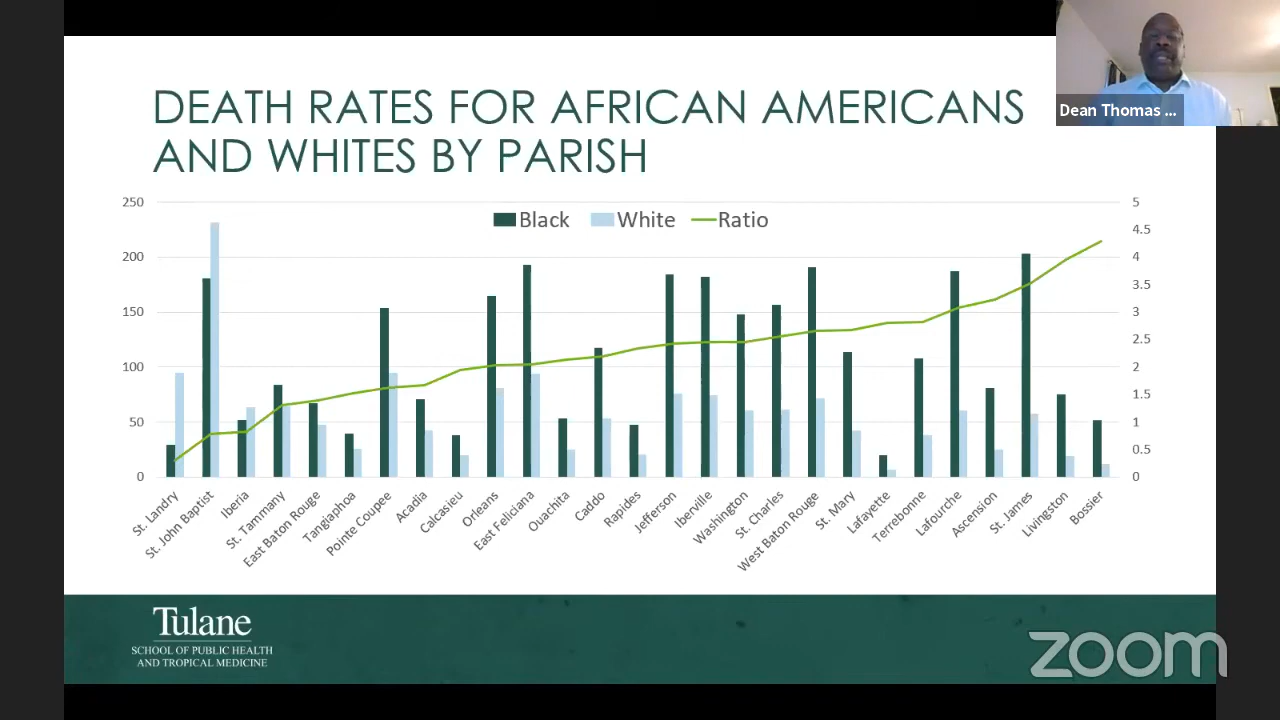 DEATH RATES FOR AFRICAN AMERICANS
AND WHITES BY PARISH
Dean Thomas ...
Black White Ratio
250
200
150
100
50
0
5
4.5
4
3.5
3
2.5
2
1.5
1
0.5
0
St. Landry
St. John Baptist
Iberia
St. Tammany
East Baton Rouge
Tangiaphoa
Pointe Coupee
Acadia
Calcasieu
Orleans
East Feliciana
Ouachita
Caddo
Rapides
Jefferson
Iberville
Washington
St. Charles
West Baton Rouge
St. Mary
Lafayette
Terrebonne
Lafourche
Ascension
St. James
Livingston
Bossier
Tulane
SCHOOL OF PUBLIC HEALTH
AND TROPICAL MEDICINE
zoom